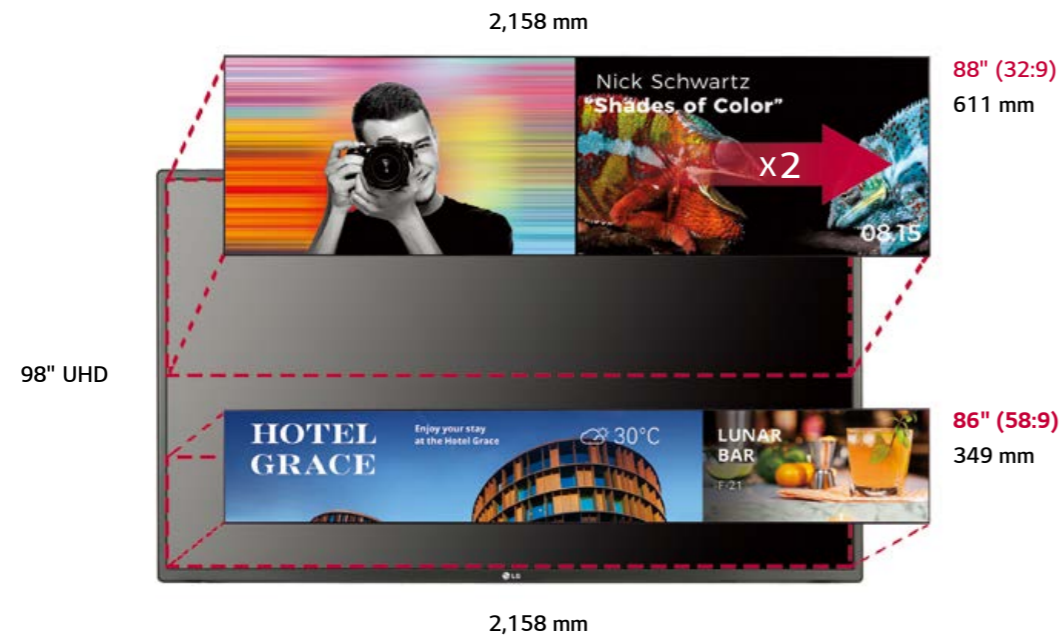 2,158 mm
88" (32:9)
611 mm
Nick Schwartz
"Shades of Color"
x2
08.15
98" UHD
HOTEL
GRACE
Enjoy your stay
at the Hotel Grace
30°C
LUNAR
BAR
F-21
86" (58:9)
349 mm
LG
2,158 mm